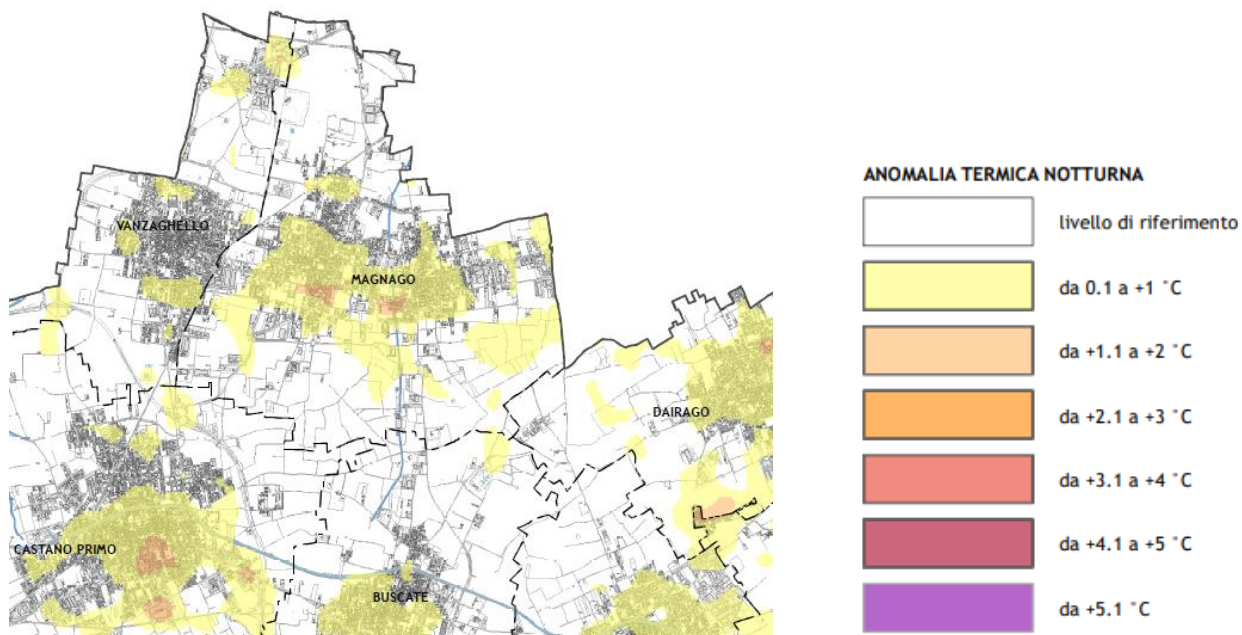 VANZAGHELLO
MAGNAGO
DAIRAGO
CASTANO PRIMO
BUSCATE
ANOMALIA TERMICA NOTTURNA
livello di riferimento
da 0.1 a +1 °C
da +1.1 a +2 °C
da +2.1 a +3 °C
da +3.1 a +4 °C
da +4.1 a +5 °C
da +5.1 °C